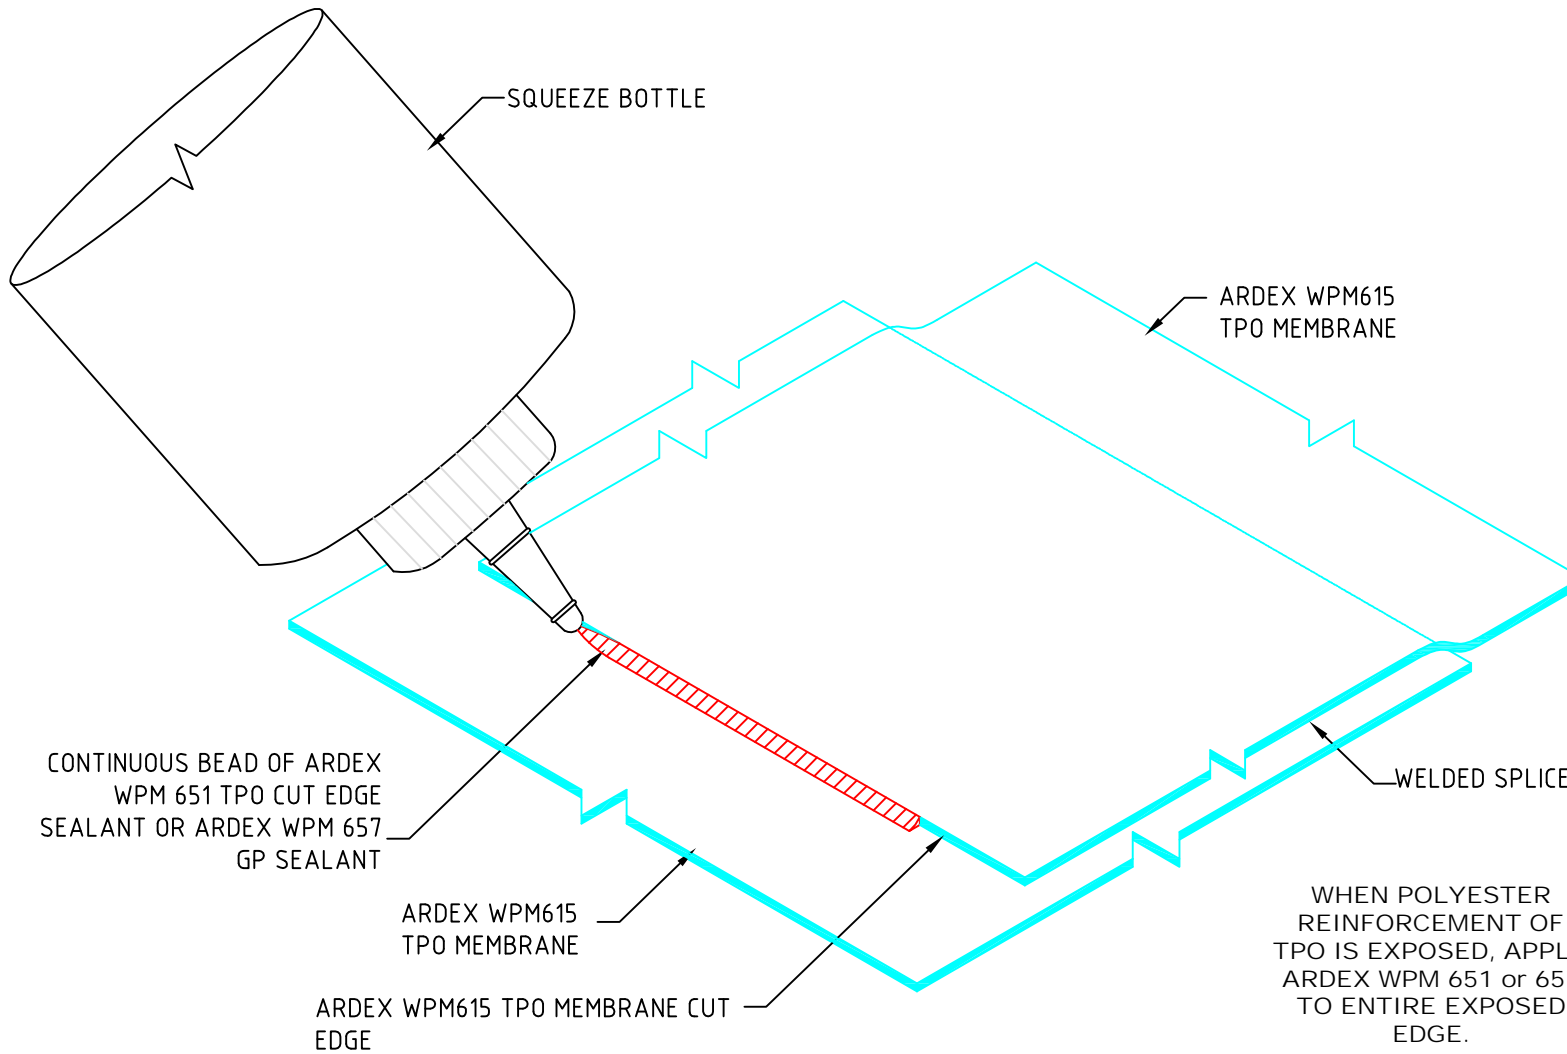 SQUEEZE BOTTLE
ARDEX WPM615
TPO MEMBRANE
CONTINUOUS BEAD OF ARDEX
WPM 651 TPO CUT EDGE
SEALANT OR ARDEX WPM 657
GP SEALANT
WELDED SPLICE
ARDEX WPM615
TPO MEMBRANE
ARDEX WPM615 TPO MEMBRANE CUT
EDGE
WHEN POLYESTER
REINFORCEMENT OF
TPO IS EXPOSED, APPL
ARDEX WPM 651 or 65
TO ENTIRE EXPOSED
EDGE.